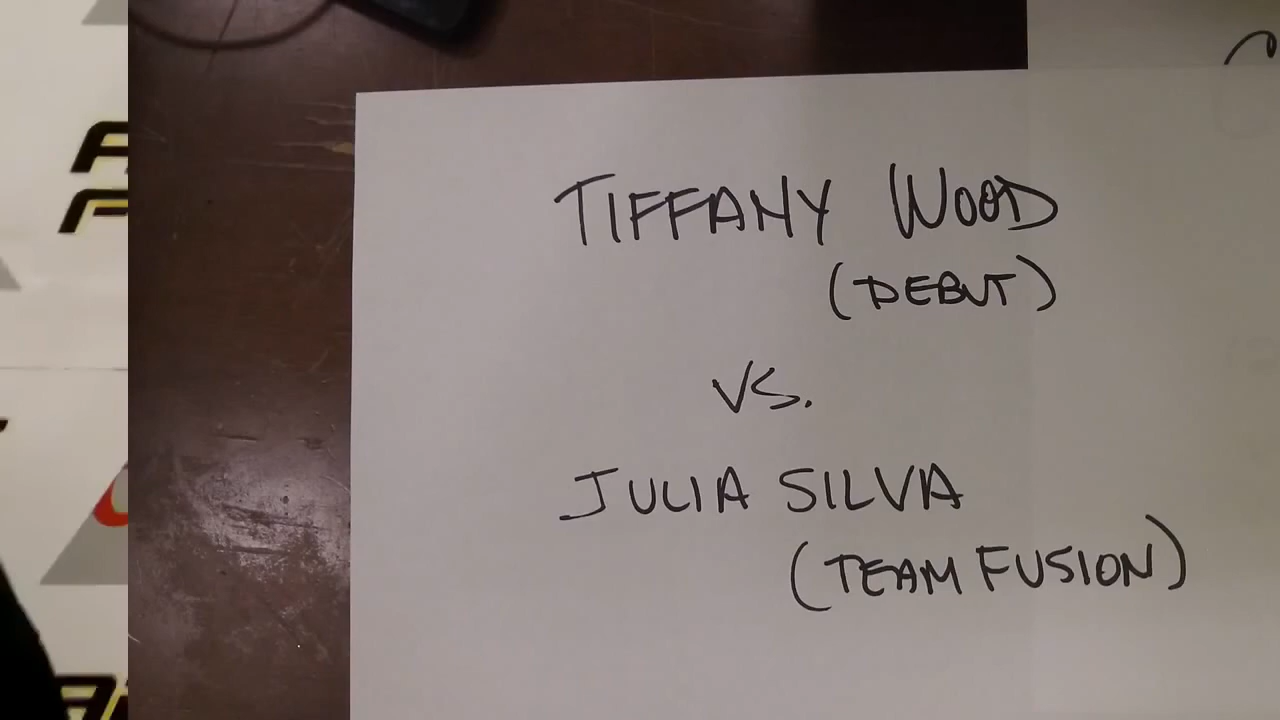 TIFFANY WOOD
(DEBUT)
VS.
JULIA SILVA
(TEAM FUSION)